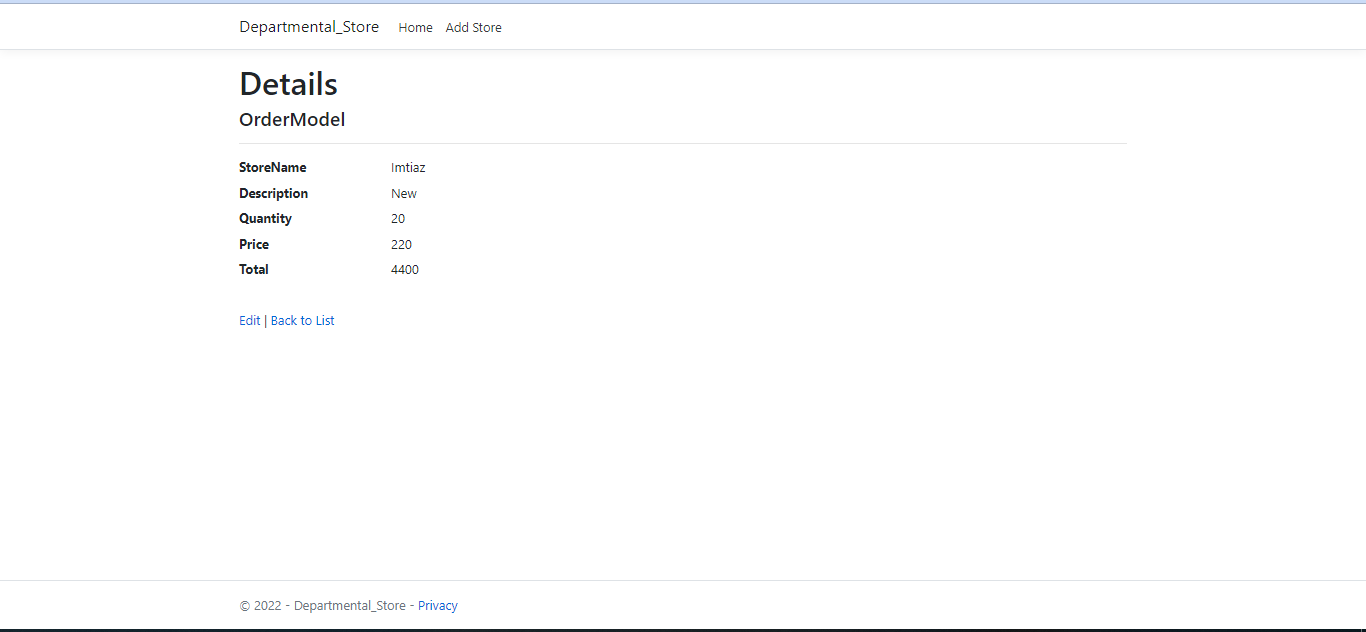 Departmental_Store Home Add Store
Details
OrderModel
StoreName Imtiaz
Description New
Quantity 20
Price 220
Total 4400
Edit | Back to List
© 2022 - Departmental_Store - Privacy